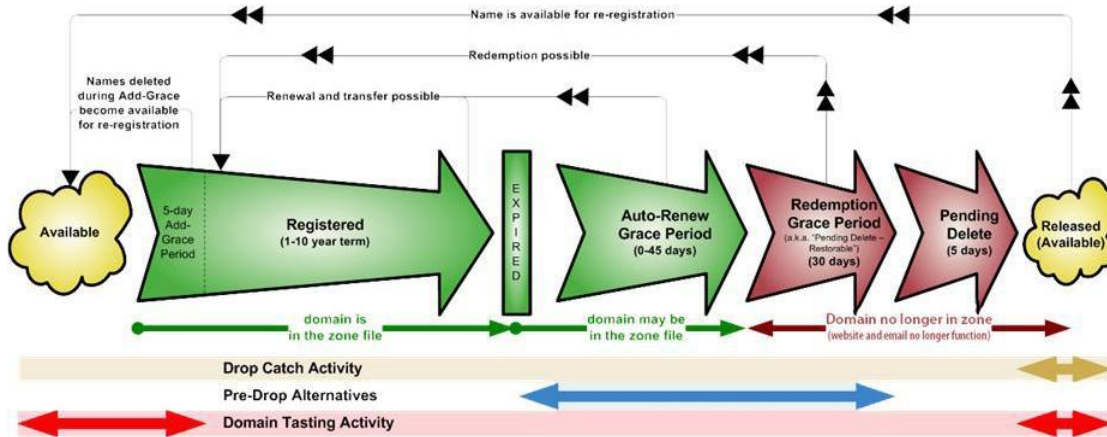 Name is available for re-registration
Redemption possible
Names deleted
during Add-Grace
become available
for re-registration
Renewal and transfer possible
Available
5-day
Add-
Grace
Period
Registered
(1-10 year term)
EXPIRED
Auto-Renew
Grace Period
(0-45 days)
Redemption
Grace Period
(a.k.a. "Pending Delete –
Restorable")
(30 days)
Pending
Delete
(5 days)
Released
(Available)
domain is
in the zone file
domain may be
in the zone file
Domain no longer in zone
(website and email no longer function)
Drop Catch Activity
Pre-Drop Alternatives
Domain Tasting Activity